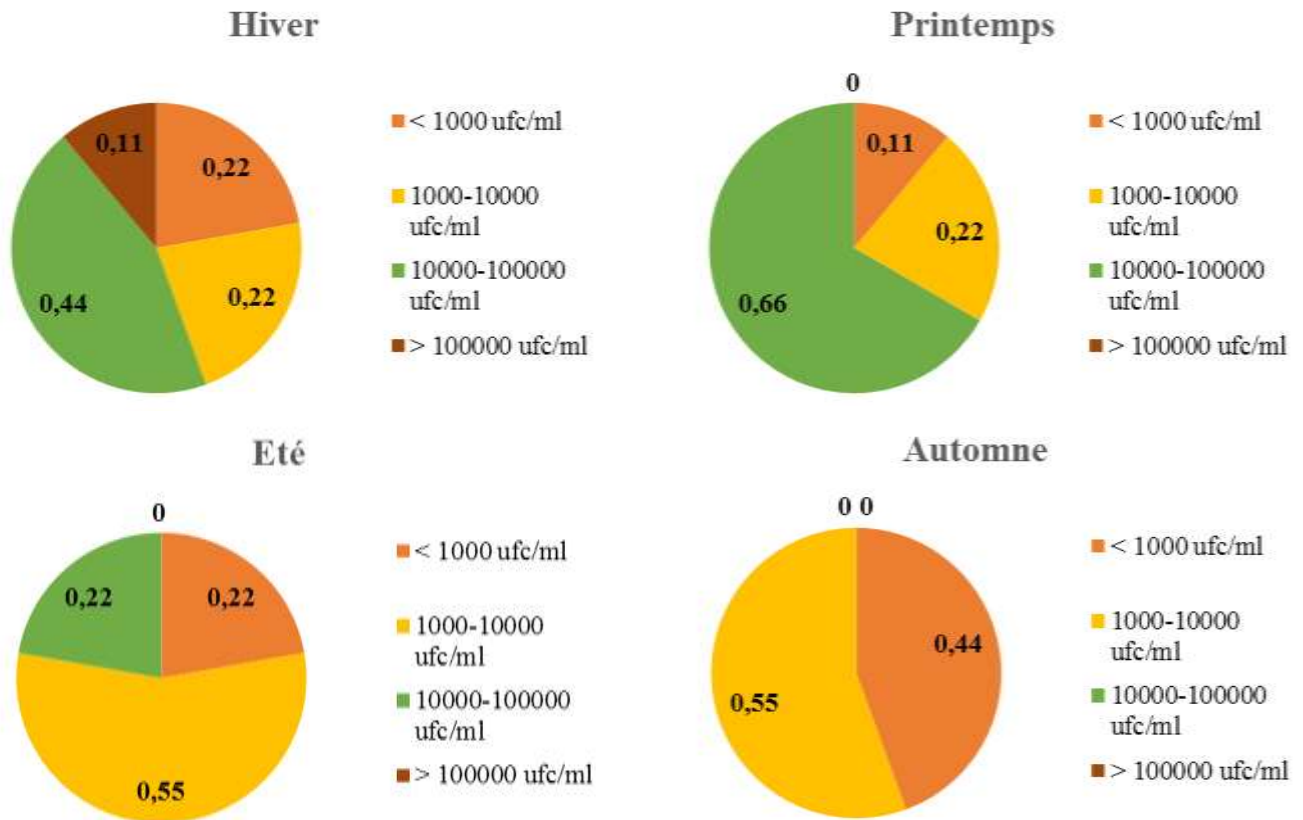 Hiver
0,11
0,22
0,44
0,22
< 1000 ufc/ml
1000-10000
ufc/ml
10000-100000
ufc/ml
> 100000 ufc/ml
Printemps
0
0,11
0,22
0,66
< 1000 ufc/ml
1000-10000
ufc/ml
10000-100000
ufc/ml
> 100000 ufc/ml
Eté
0
0,22
0,22
0,55
< 1000 ufc/ml
1000-10000
ufc/ml
10000-100000
ufc/ml
> 100000 ufc/ml
Automne
0 0
0,44
0,55
< 1000 ufc/ml
1000-10000
ufc/ml
10000-100000
ufc/ml
> 100000 ufc/ml